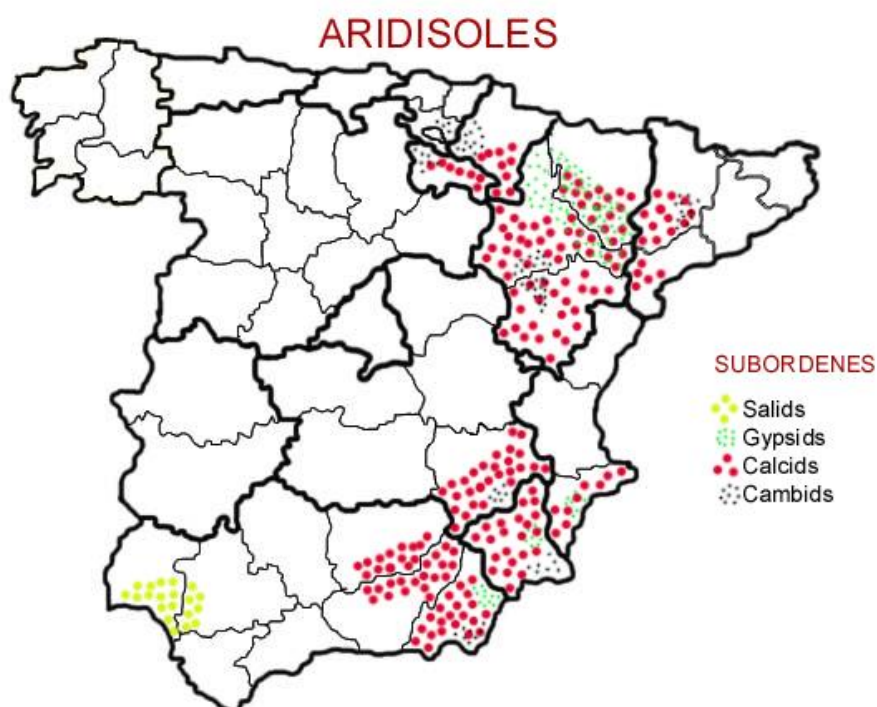 ARIDISOLES
SUBORDENES
Salids
Gypsids
Calcids
Cambids